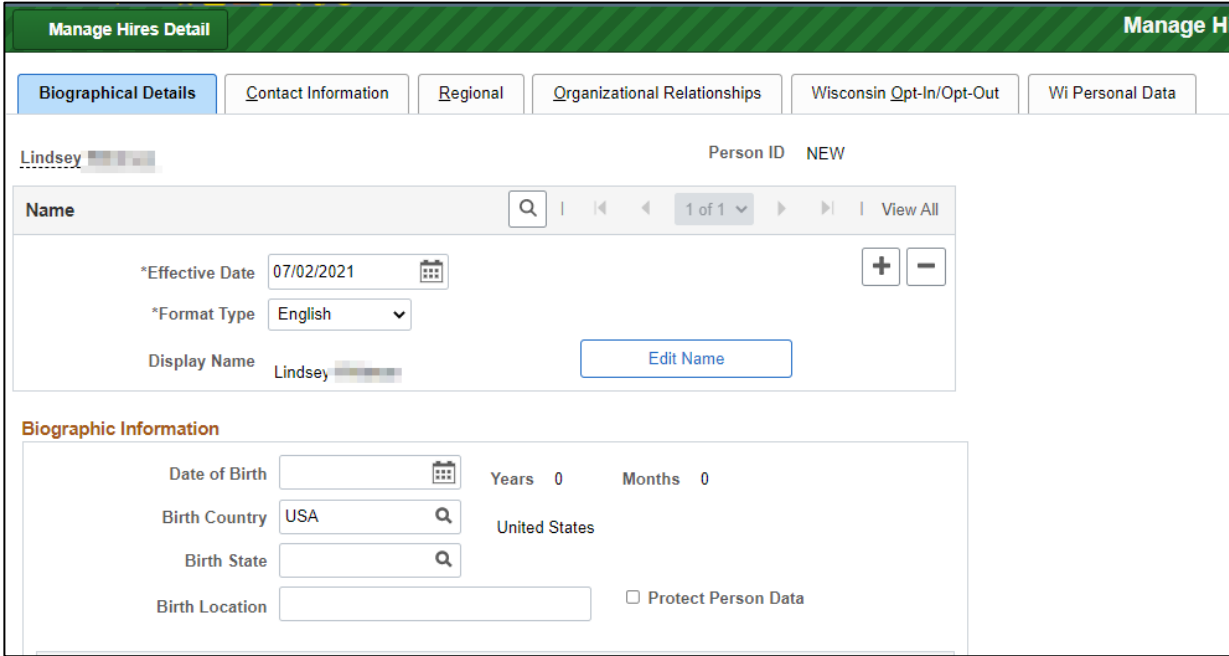 Manage Hires Detail Manage Hi
Biographical Details Contact Information Regional Organizational Relationships Wisconsin Opt-In/Opt-Out Wi Personal Data
Lindsey Person ID NEW
Name | 1 of 1 | View All
*Effective Date 07/02/2021
*Format Type English
Display Name Lindsey Edit Name
Biographic Information
Date of Birth Years 0 Months 0
Birth Country USA United States
Birth State
Birth Location Protect Person Data